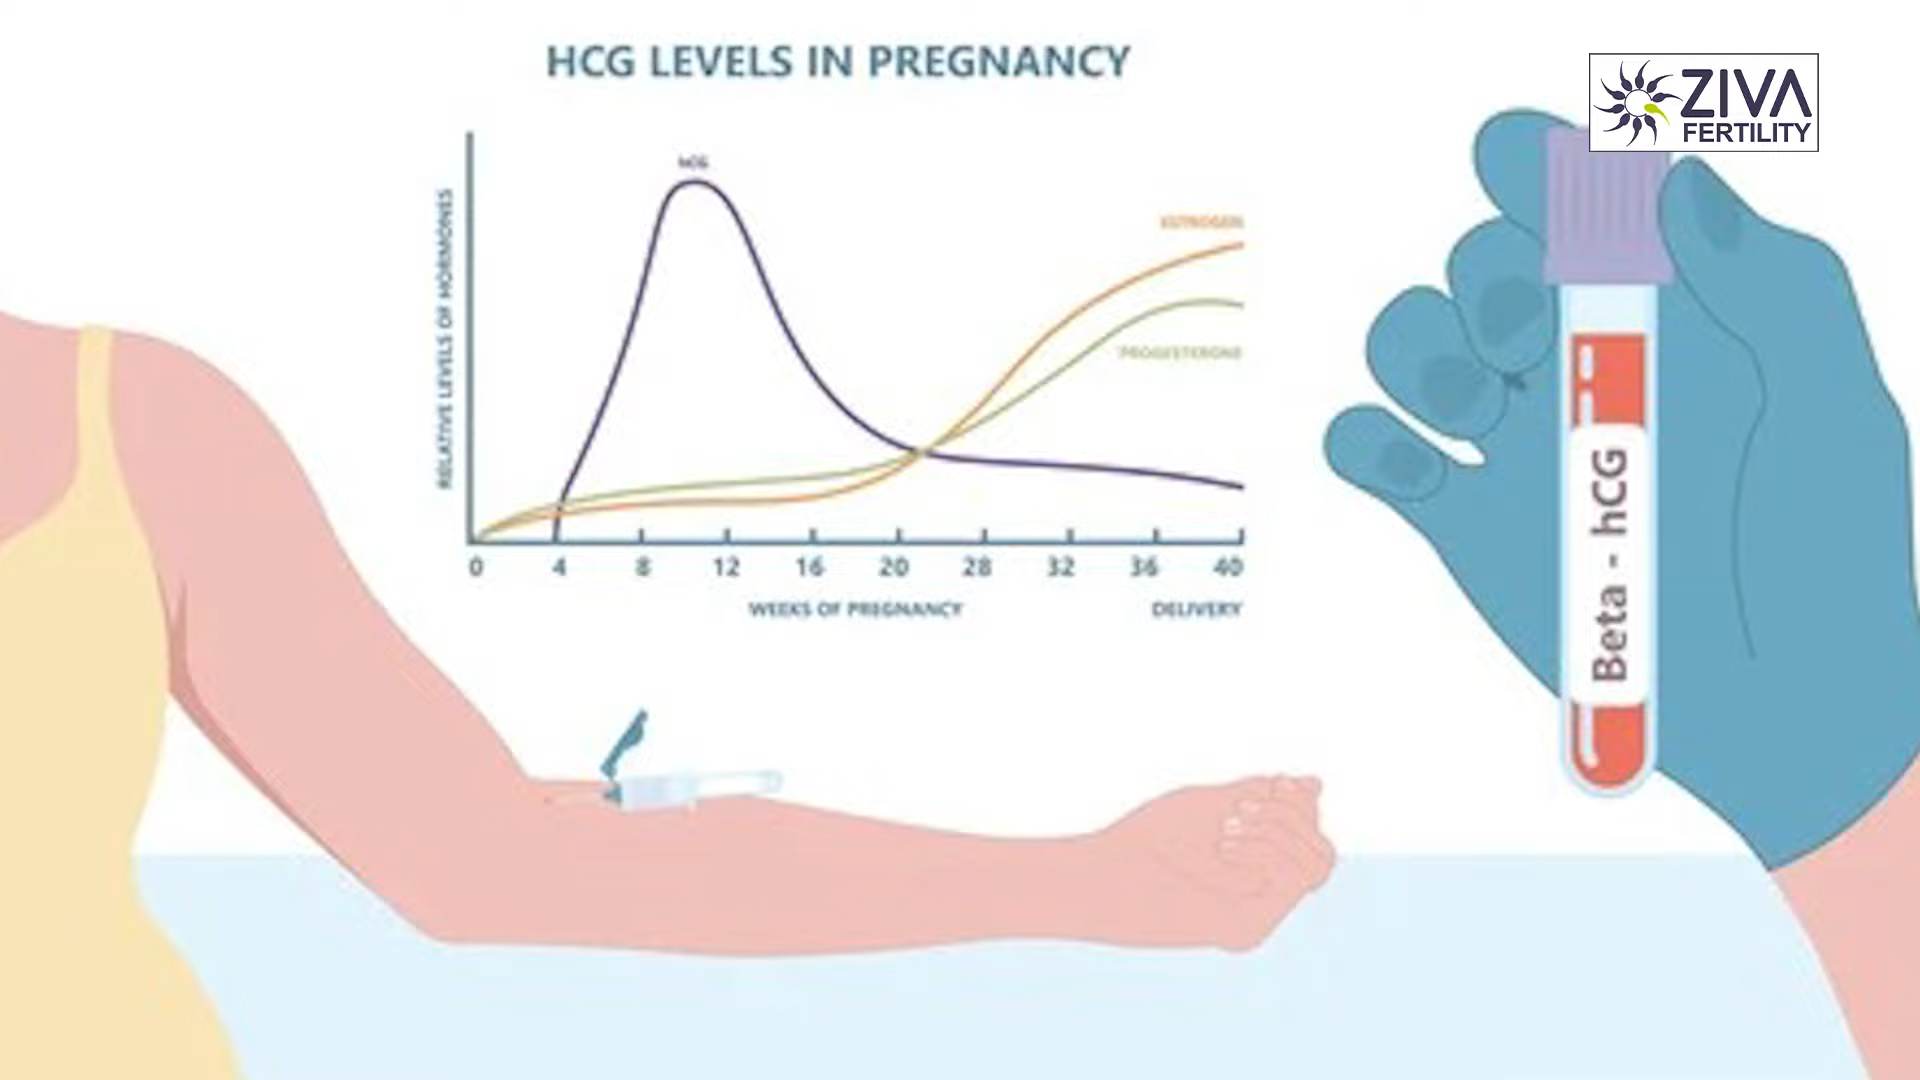 HCG LEVELS IN PREGNANCY
ZIVA
FERTILITY
hCG
ESTROGEN
PROGESTERONE
RELATIVE LEVELS OF HORMONES
0 4 8 12 16 20 28 32 36 40
WEEKS OF PREGNANCY DELIVERY
Beta - hCG